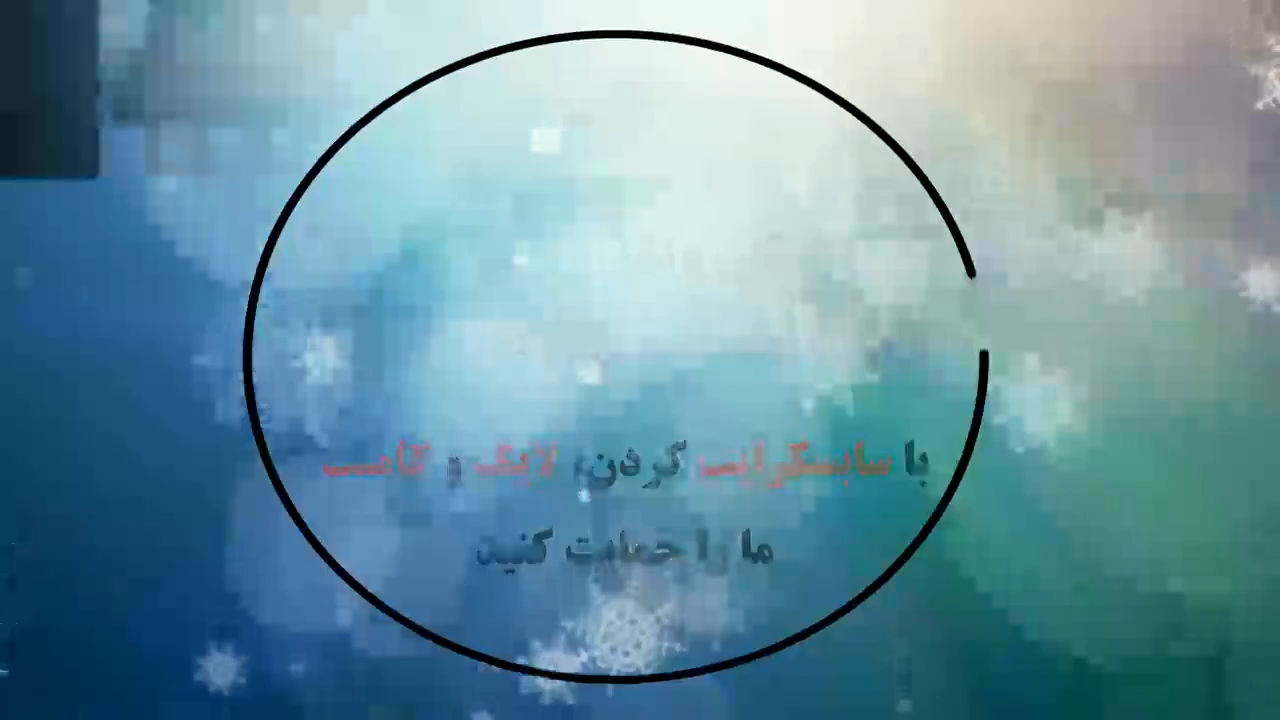 با سابسکرایب کردن، لایک و کامنت
ما را حمایت کنید